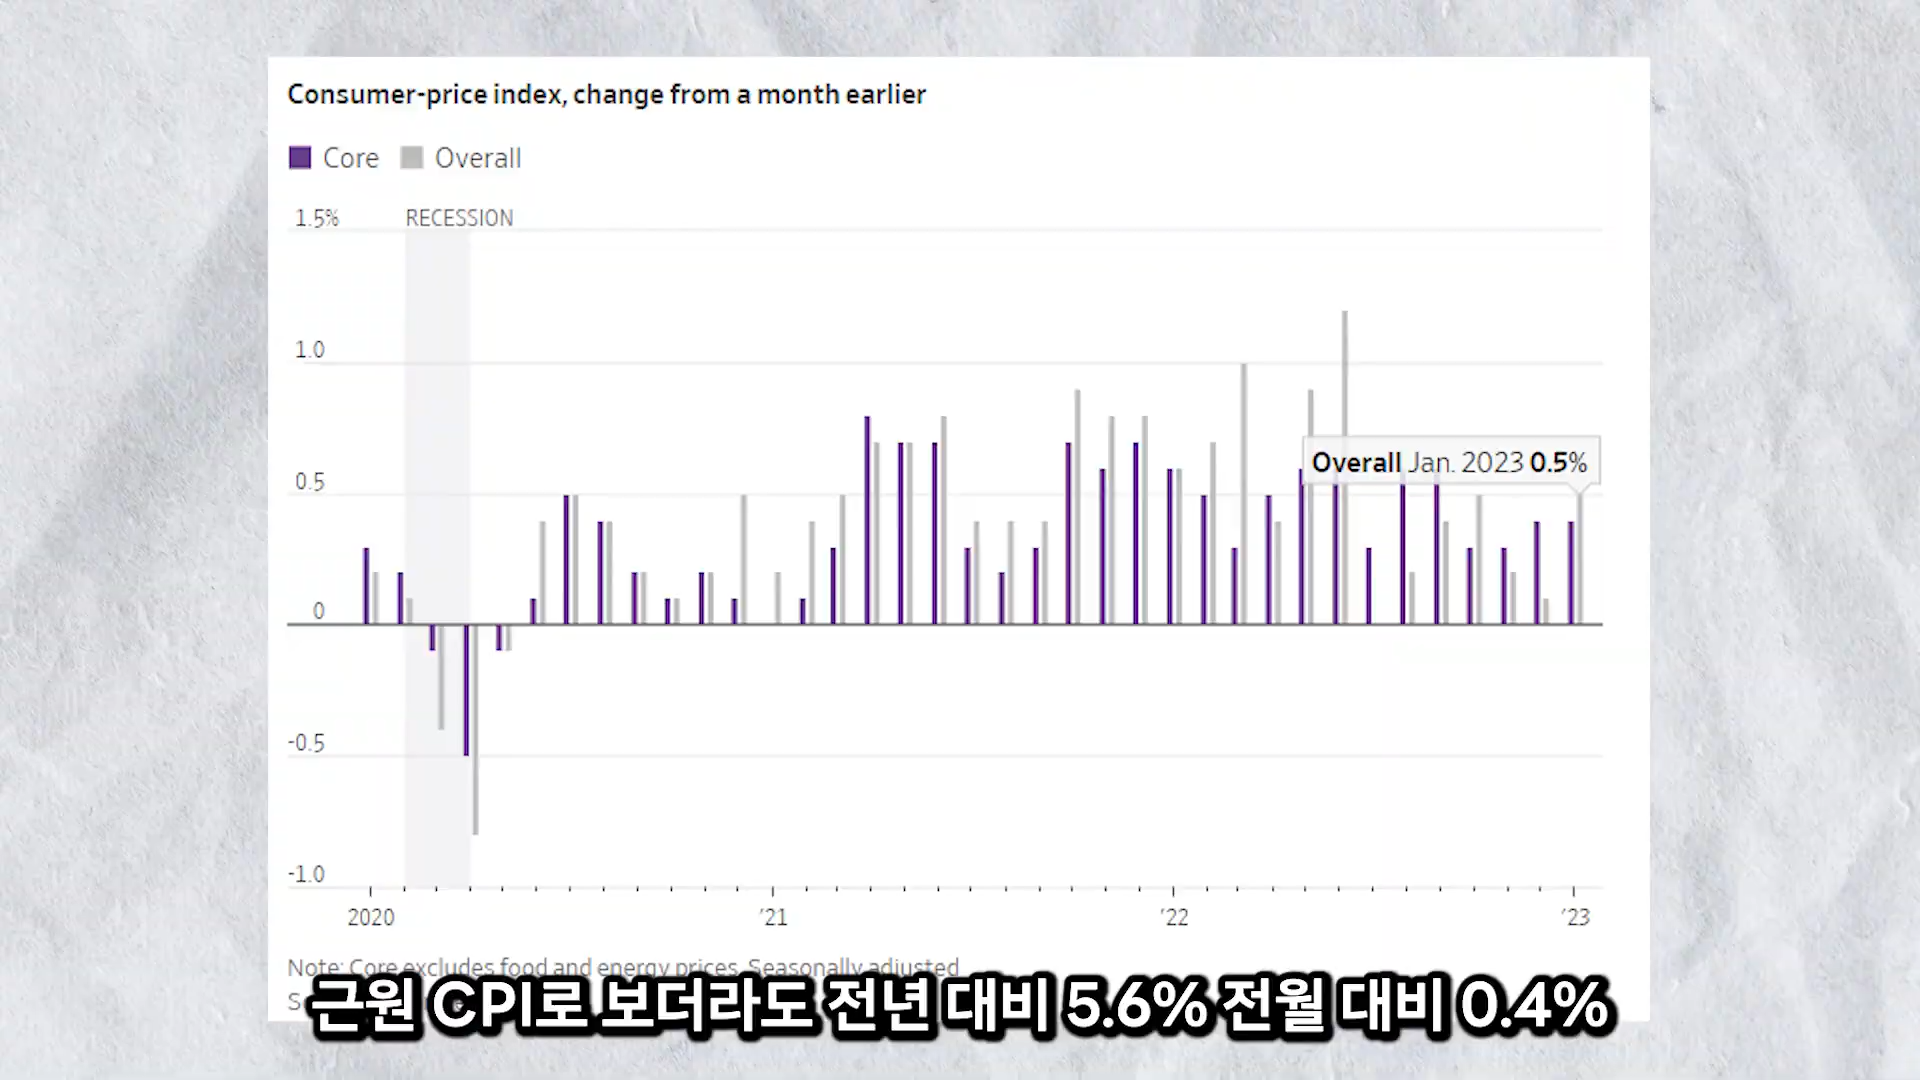 Consumer-price index, change from a month earlier
Core Overall
1.5%
RECESSION
1.0
Overall Jan. 2023 0.5%
0.5
0
-0.5
-1.0
2020 '21 '22 '23
Note: Core excludes food and energy prices. Seasonally adjusted
근원 CPI로 보더라도 전년 대비 5.6% 전월 대비 0.4%